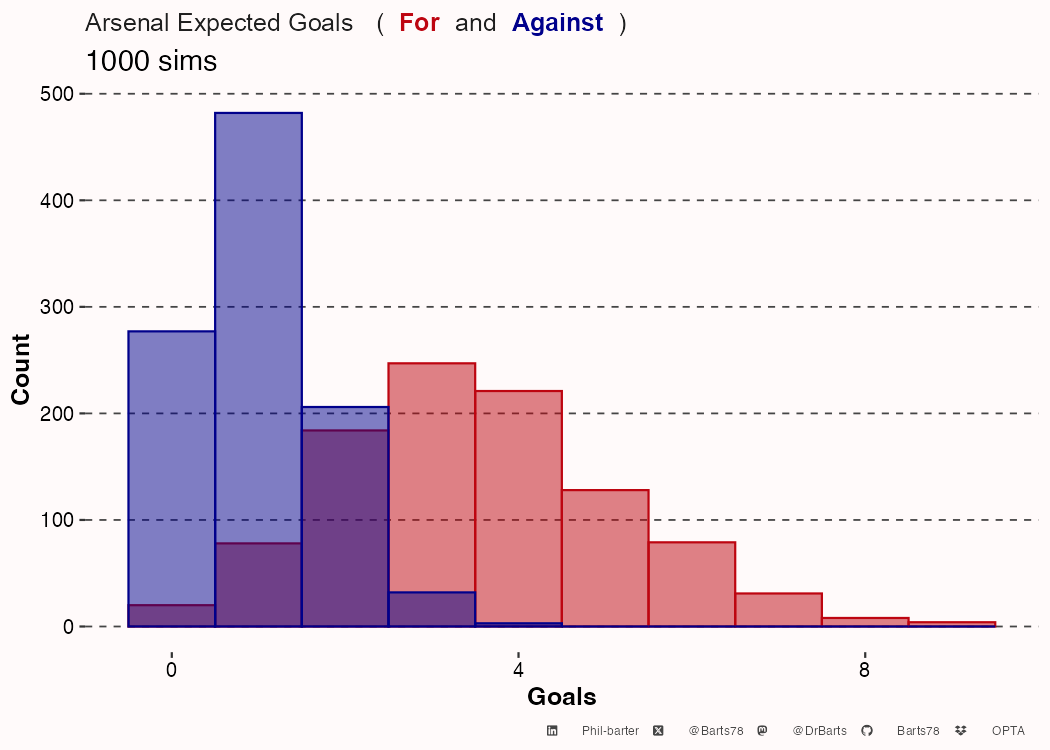 Arsenal Expected Goals ( For and Against )
1000 sims
500
400
300
200
100
0
Count
0 4 8
Goals
Phil-barter @Barts78 @DrBarts Barts78 OPTA